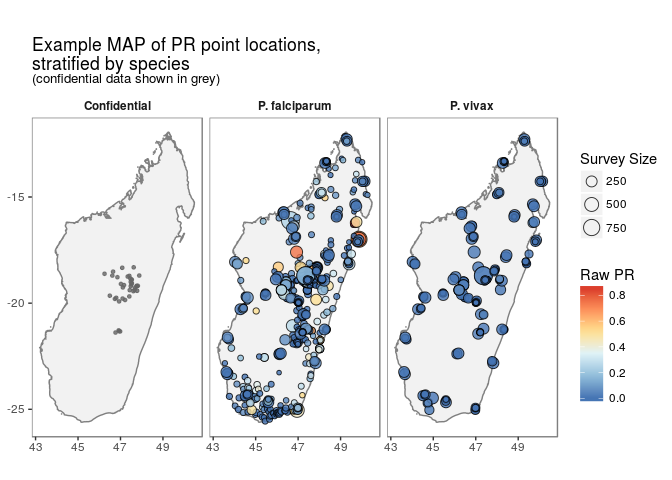 Example MAP of PR point locations,
stratified by species
(confidential data shown in grey)
Confidential
P. falciparum
P. vivax
-15
-20
-25
43
45
47
49
43
45
47
49
43
45
47
49
Survey Size
250
500
750
Raw PR
0.8
0.6
0.4
0.2
0.0